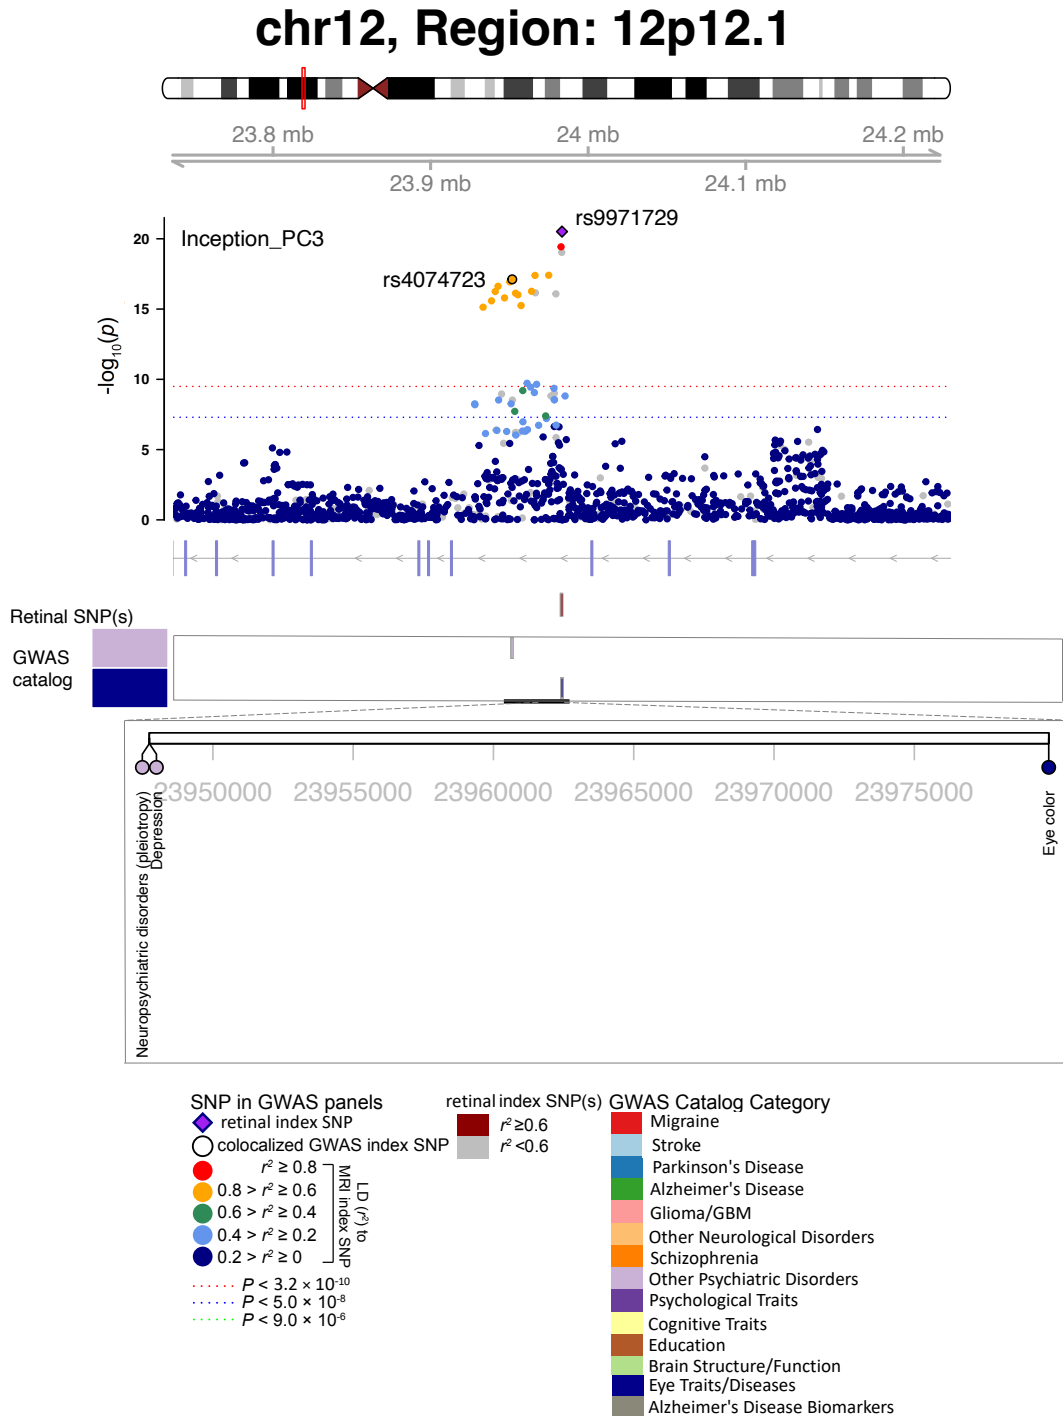 chr12, Region: 12p12.1
23.8 mb
24 mb
24.2 mb
23.9 mb
24.1 mb
rs9971729
Inception_PC3
rs4074723
20
15
10
5
0
-log10(p)
Retinal SNP(s)
GWAS
catalog
23950000
23955000
23960000
23965000
23970000
23975000
Neuropsychiatric disorders (pleiotropy)
Depression
Eye color
SNP in GWAS panels
retinal index SNP
colocalized GWAS index SNP
r² ≥ 0.8
0.8 > r² ≥ 0.6
0.6 > r² ≥ 0.4
0.4 > r² ≥ 0.2
0.2 > r² ≥ 0
LD (r²) to
MRI index SNP
P < 3.2 × 10⁻¹⁰
P < 5.0 × 10⁻⁸
P < 9.0 × 10⁻⁶
retinal index SNP(s)
r² ≥0.6
r² <0.6
GWAS Catalog Category
Migraine
Stroke
Parkinson's Disease
Alzheimer's Disease
Glioma/GBM
Other Neurological Disorders
Schizophrenia
Other Psychiatric Disorders
Psychological Traits
Cognitive Traits
Education
Brain Structure/Function
Eye Traits/Diseases
Alzheimer's Disease Biomarkers